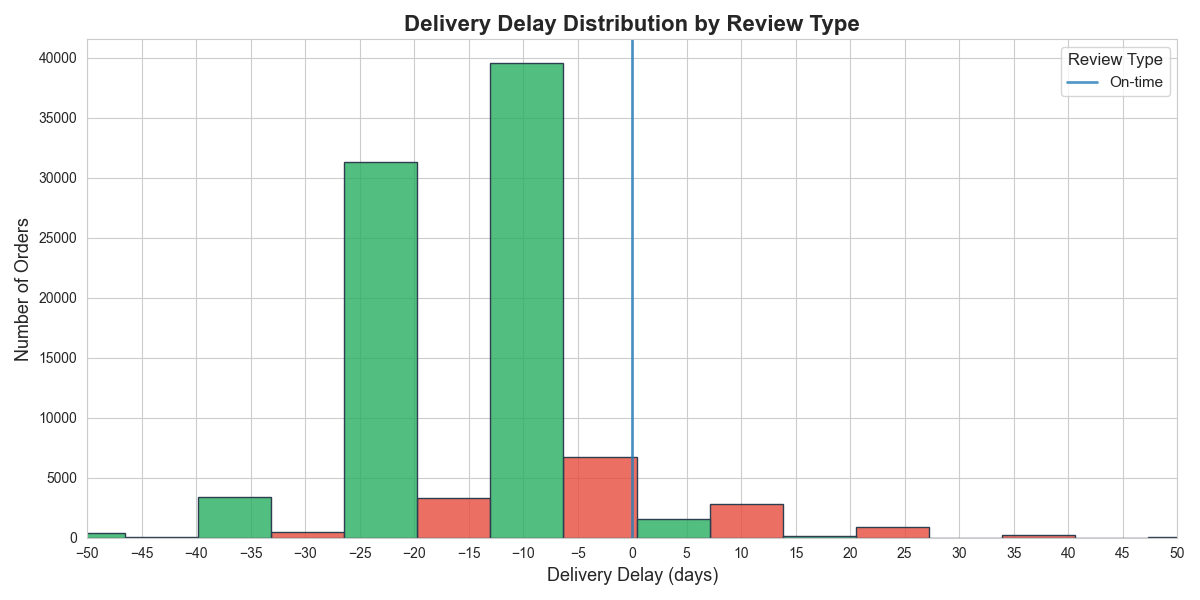 Delivery Delay Distribution by Review Type
Review Type
On-time
Number of Orders
40000
35000
30000
25000
20000
15000
10000
5000
0
−50 −45 −40 −35 −30 −25 −20 −15 −10 −5 0 5 10 15 20 25 30 35 40 45 50
Delivery Delay (days)